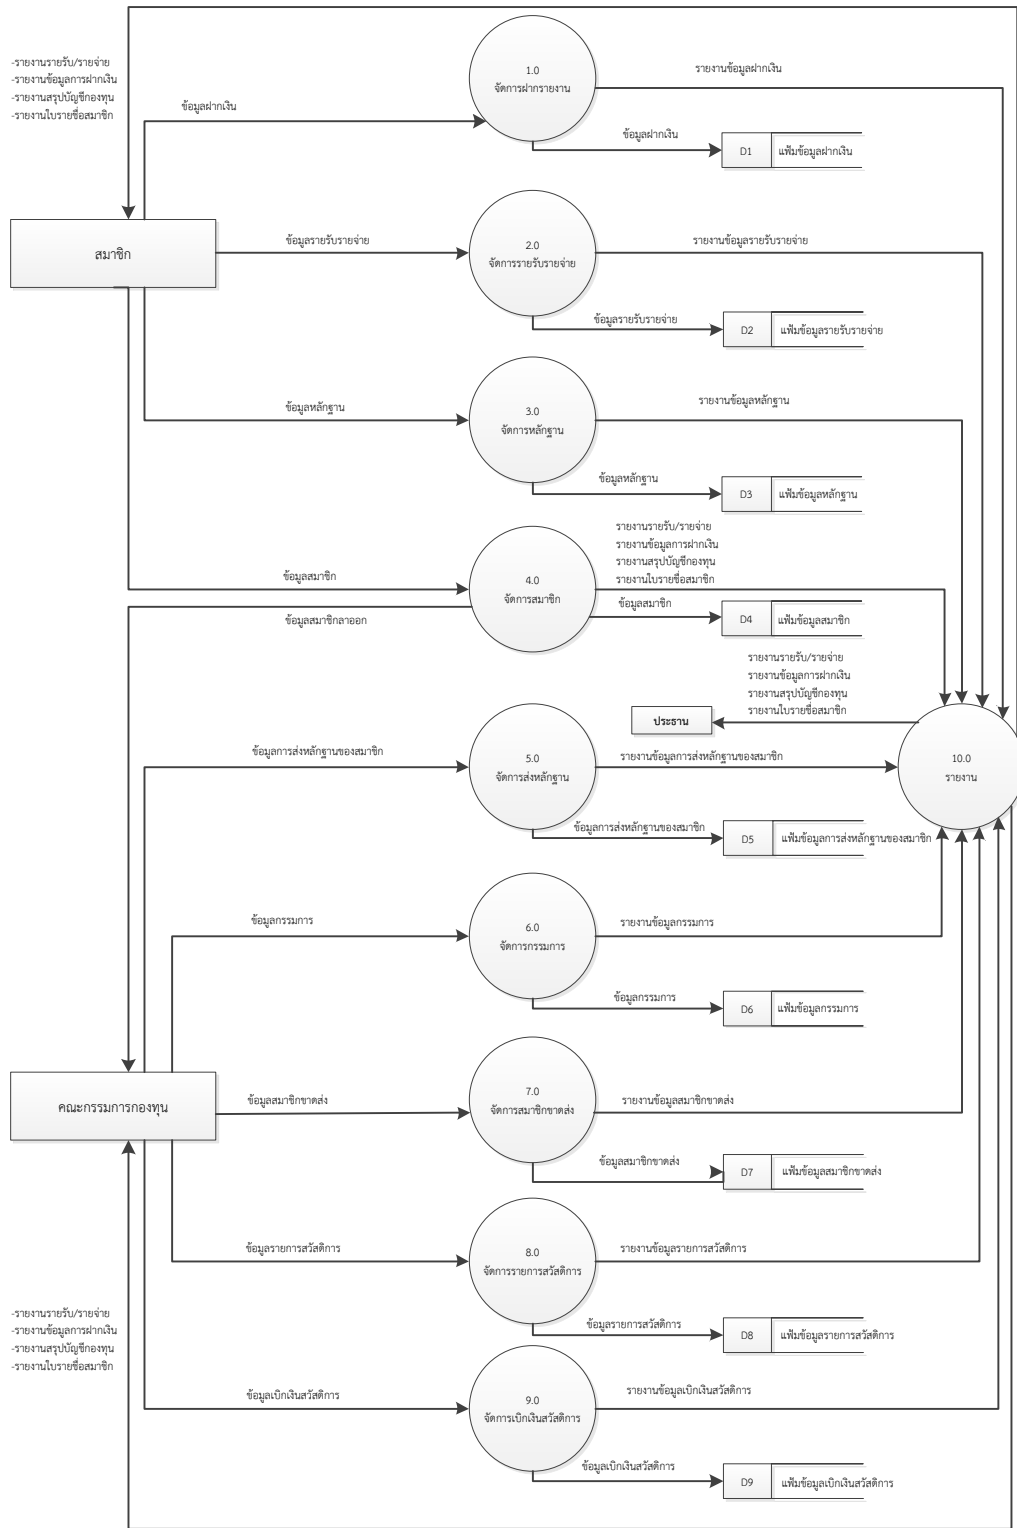 -รายงานรายรับ/รายจ่าย
-รายงานข้อมูลการฝากเงิน
-รายงานสรุปบัญชีกองทุน
-รายงานใบรายชื่อสมาชิก
ข้อมูลฝากเงิน
1.0
จัดการฝากรายงาน
รายงานข้อมูลฝากเงิน
ข้อมูลฝากเงิน
D1
แฟ้มข้อมูลฝากเงิน
สมาชิก
ข้อมูลรายรับรายจ่าย
2.0
จัดการรายรับรายจ่าย
รายงานข้อมูลรายรับรายจ่าย
ข้อมูลรายรับรายจ่าย
D2
แฟ้มข้อมูลรายรับรายจ่าย
ข้อมูลหลักฐาน
3.0
จัดการหลักฐาน
รายงานข้อมูลหลักฐาน
ข้อมูลหลักฐาน
D3
แฟ้มข้อมูลหลักฐาน
รายงานรายรับ/รายจ่าย
รายงานข้อมูลการฝากเงิน
รายงานสรุปบัญชีกองทุน
รายงานใบรายชื่อสมาชิก
ข้อมูลสมาชิก
4.0
จัดการสมาชิก
ข้อมูลสมาชิก
D4
แฟ้มข้อมูลสมาชิก
ข้อมูลสมาชิกลาออก
รายงานรายรับ/รายจ่าย
รายงานข้อมูลการฝากเงิน
รายงานสรุปบัญชีกองทุน
รายงานใบรายชื่อสมาชิก
ประธาน
ข้อมูลการส่งหลักฐานของสมาชิก
5.0
จัดการส่งหลักฐาน
รายงานข้อมูลการส่งหลักฐานของสมาชิก
10.0
รายงาน
ข้อมูลการส่งหลักฐานของสมาชิก
D5
แฟ้มข้อมูลการส่งหลักฐานของสมาชิก
ข้อมูลกรรมการ
6.0
จัดการกรรมการ
รายงานข้อมูลกรรมการ
ข้อมูลกรรมการ
D6
แฟ้มข้อมูลกรรมการ
คณะกรรมการกองทุน
ข้อมูลสมาชิกขาดส่ง
7.0
จัดการสมาชิกขาดส่ง
รายงานข้อมูลสมาชิกขาดส่ง
ข้อมูลสมาชิกขาดส่ง
D7
แฟ้มข้อมูลสมาชิกขาดส่ง
ข้อมูลรายการสวัสดิการ
8.0
จัดการรายการสวัสดิการ
รายงานข้อมูลรายการสวัสดิการ
ข้อมูลรายการสวัสดิการ
D8
แฟ้มข้อมูลรายการสวัสดิการ
-รายงานรายรับ/รายจ่าย
-รายงานข้อมูลการฝากเงิน
-รายงานสรุปบัญชีกองทุน
-รายงานใบรายชื่อสมาชิก
ข้อมูลเบิกเงินสวัสดิการ
9.0
จัดการเบิกเงินสวัสดิการ
รายงานข้อมูลเบิกเงินสวัสดิการ
ข้อมูลเบิกเงินสวัสดิการ
D9
แฟ้มข้อมูลเบิกเงินสวัสดิการ